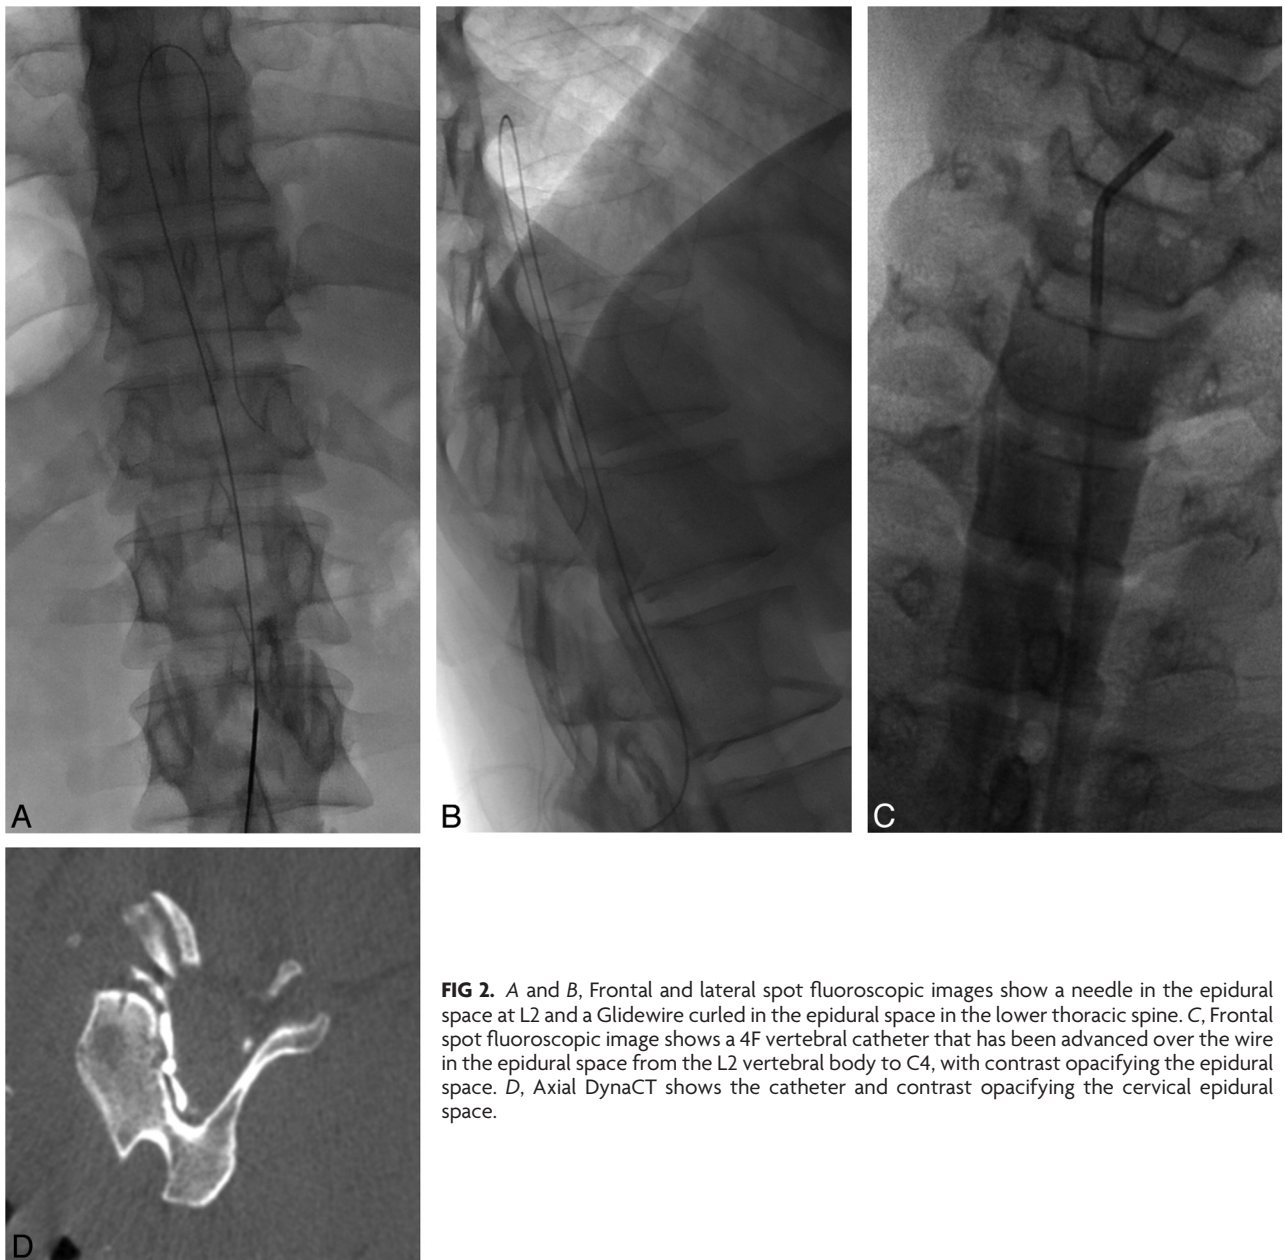 A
B
C
D
FIG 2. A and B, Frontal and lateral spot fluoroscopic images show a needle in the epidural
space at L2 and a Glidewire curled in the epidural space in the lower thoracic spine. C, Frontal
spot fluoroscopic image shows a 4F vertebral catheter that has been advanced over the wire
in the epidural space from the L2 vertebral body to C4, with contrast opacifying the epidural
space. D, Axial DynaCT shows the catheter and contrast opacifying the cervical epidural
space.